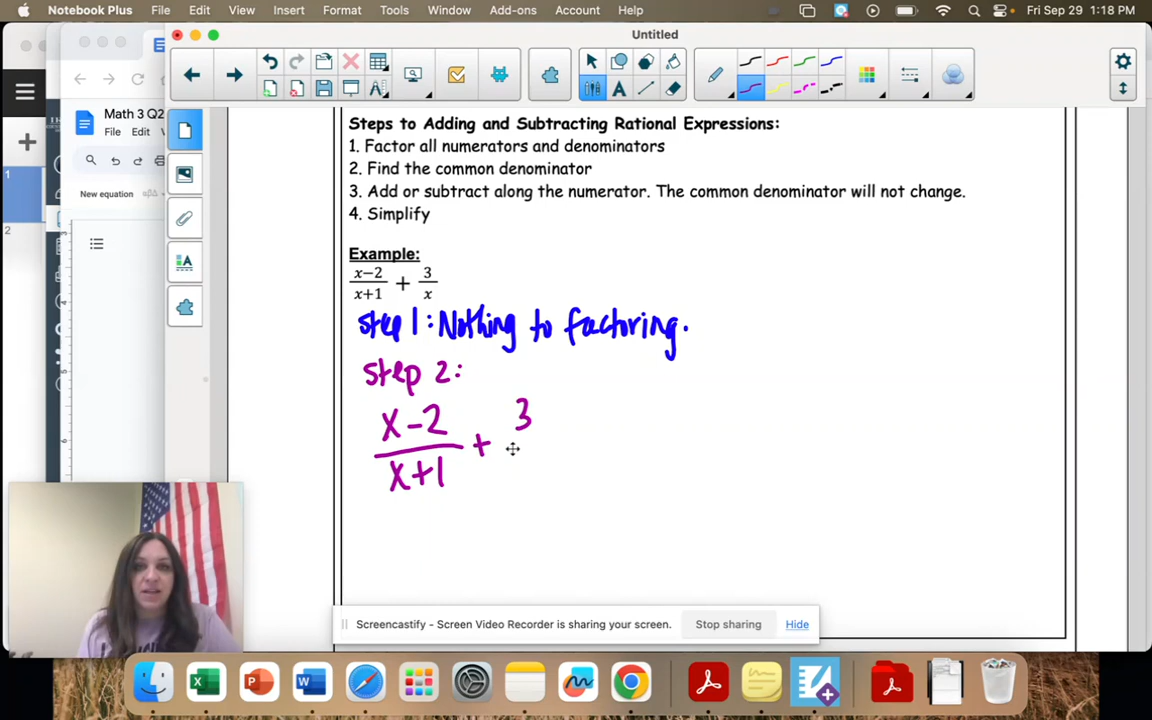 Notebook Plus File Edit View Insert Format Tools Window Add-ons Account Help Fri Sep 29 1:18 PM
Untitled
Math 3 Q2
File Edit
New equation
1
2
Steps to Adding and Subtracting Rational Expressions:
1. Factor all numerators and denominators
2. Find the common denominator
3. Add or subtract along the numerator. The common denominator will not change.
4. Simplify
Example:
x−2 3
+
x+1 x
step 1: Nothing to factoring.
step 2:
x-2 3
+
x+1
Screencastify - Screen Video Recorder is sharing your screen. Stop sharing Hide